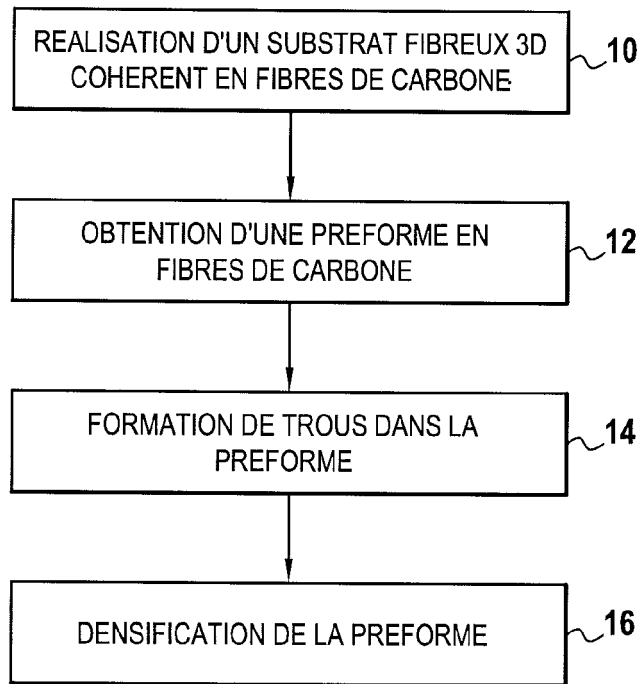 REALISATION D'UN SUBSTRAT FIBREUX 3D
COHERENT EN FIBRES DE CARBONE
10
OBTENTION D'UNE PREFORME EN
FIBRES DE CARBONE
12
FORMATION DE TROUS DANS LA
PREFORME
14
DENSIFICATION DE LA PREFORME
16